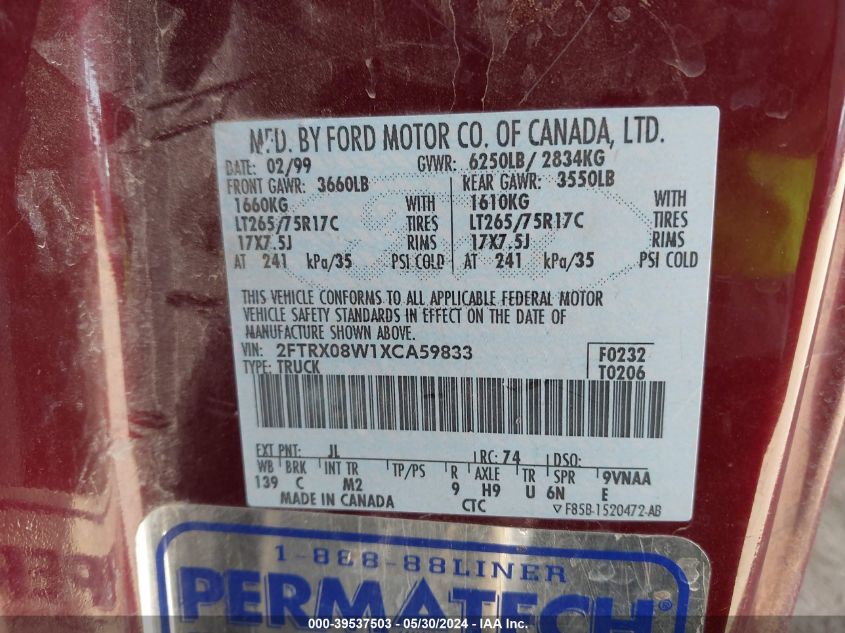 MFD. BY FORD MOTOR CO. OF CANADA, LTD.
DATE: 02/99 GVWR: 6250LB/ 2834KG
FRONT GAWR: 3660LB REAR GAWR: 3550LB
1660KG WITH 1610KG WITH
LT265/75R17C TIRES LT265/75R17C TIRES
17X7.5J RIMS 17X7.5J RIMS
AT 241 kPa/35 PSI COLD AT 241 kPa/35 PSI COLD
THIS VEHICLE CONFORMS TO ALL APPLICABLE FEDERAL MOTOR
VEHICLE SAFETY STANDARDS IN EFFECT ON THE DATE OF
MANUFACTURE SHOWN ABOVE.
VIN: 2FTRX08W1XCA59833 F0232
TYPE: TRUCK T0206
EXT PNT: JL RC: 74 DSO:
WB BRK INT TR TP/PS R AXLE TR SPR 9VNAA
139 C M2 9 H9 U 6N E
MADE IN CANADA CTC ▽ F85B-1520472-AB
1-888-88LINER
PERMATECH®
000-39537503 - 05/30/2024 - IAA Inc.